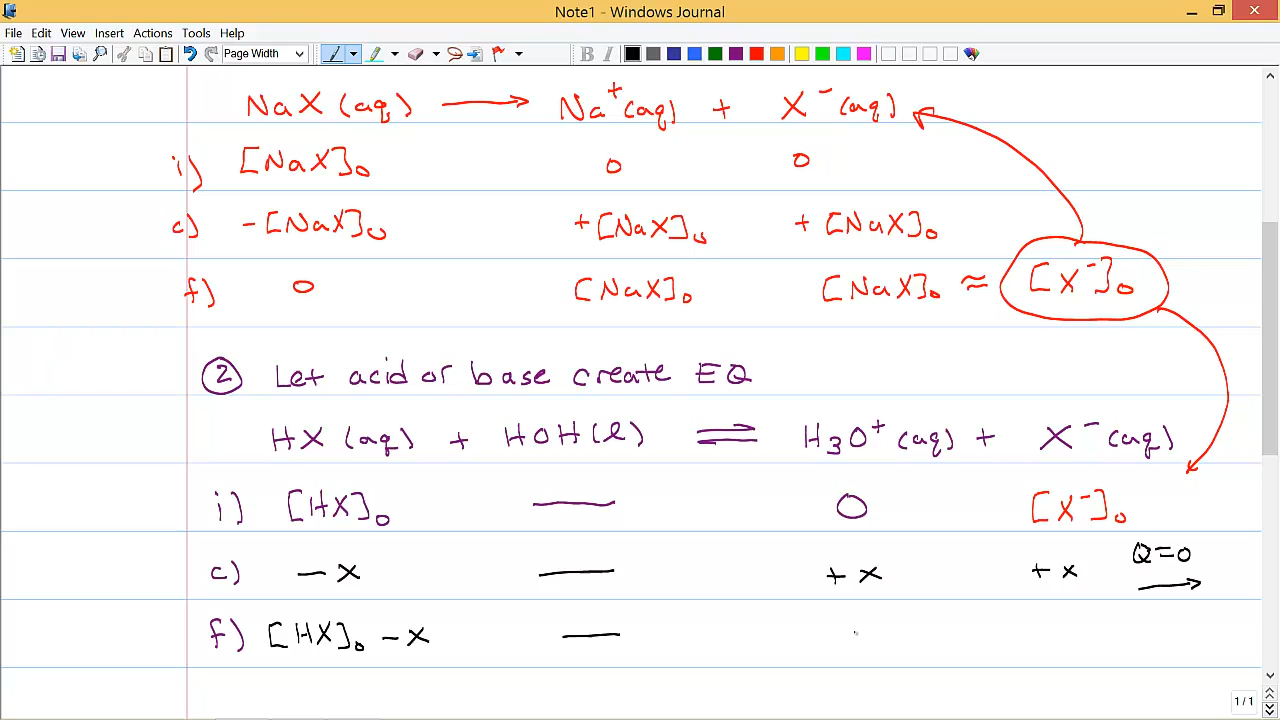 Note1 - Windows Journal
File Edit View Insert Actions Tools Help
Page Width B I
NaX (aq) ⟶ Na⁺(aq) + X⁻(aq)
i) [NaX]₀ 0 0
c) -[NaX]₀ +[NaX]₀ + [NaX]₀
f) 0 [NaX]₀ [NaX]₀ ≈ [X⁻]₀
② Let acid or base create EQ
HX (aq) + HOH(l) ⇌ H₃O⁺(aq) + X⁻(aq)
i) [HX]₀ — 0 [X⁻]₀
Q=0
c) -x — +x +x ⟶
f) [HX]₀ -x —
1/1